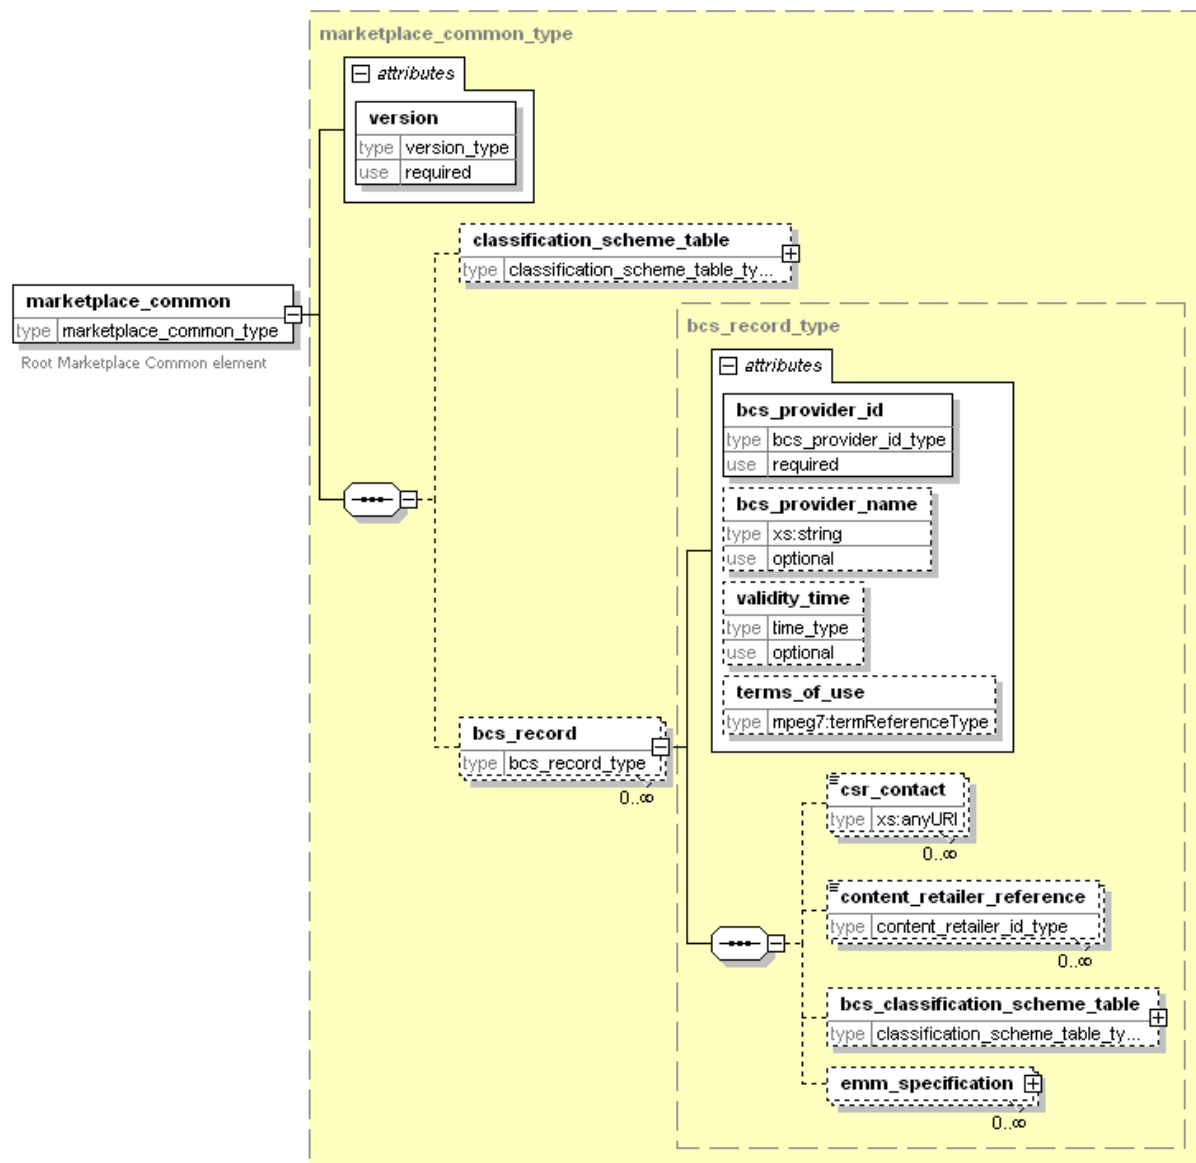 marketplace_common_type
attributes
version
type version_type
use required
classification_scheme_table
type classification_scheme_table_ty...
marketplace_common
type marketplace_common_type
Root Marketplace Common element
bcs_record_type
attributes
bcs_provider_id
type bcs_provider_id_type
use required
bcs_provider_name
type xs:string
use optional
validity_time
type time_type
use optional
terms_of_use
type mpeg7:termReferenceType
bcs_record
type bcs_record_type
0..∞
csr_contact
type xs:anyURI
0..∞
content_retailer_reference
type content_retailer_id_type
0..∞
bcs_classification_scheme_table
type classification_scheme_table_ty...
emm_specification
0..∞